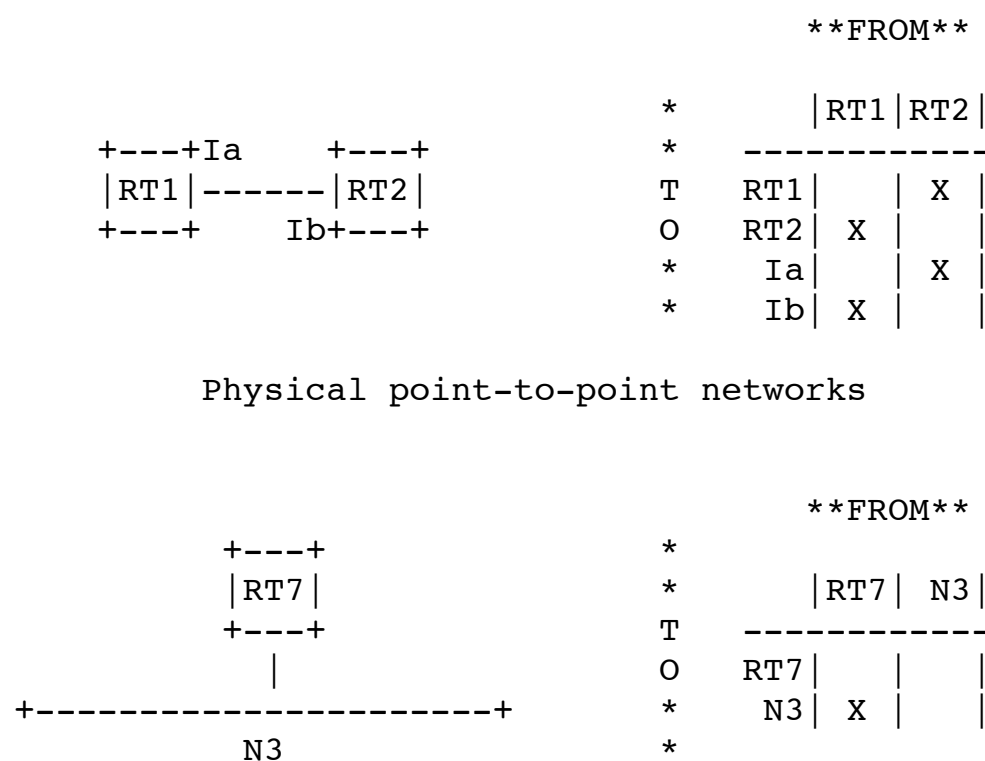 **FROM**

                                       *      |RT1|RT2|
            +---+Ia    +---+           *   ------------
            |RT1|------|RT2|           T   RT1|   | X |
            +---+    Ib+---+           O   RT2| X |   |
                                       *    Ia|   | X |
                                       *    Ib| X |   |

                 Physical point-to-point networks

                                              **FROM**
                  +---+                *
                  |RT7|                *      |RT7| N3|
                  +---+                T   ------------
                    |                  O   RT7|   |   |
        +----------------------+       *    N3| X |   |
                   N3                  *